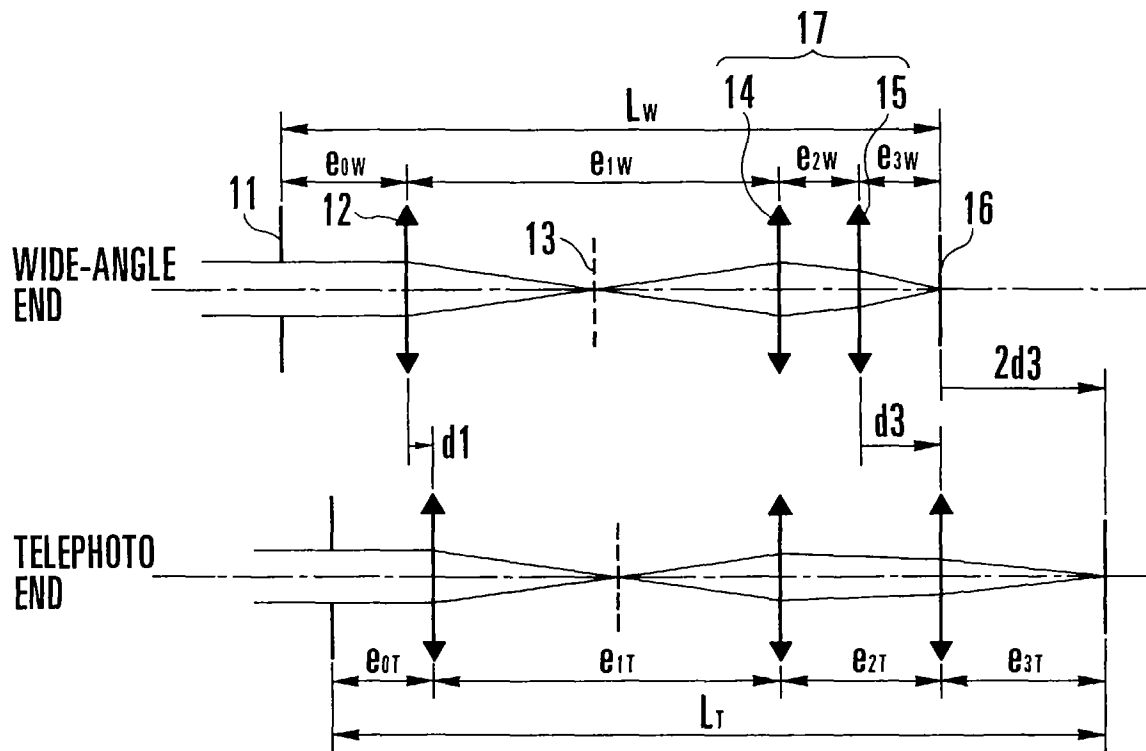 17
14 15
Lw
e0w e1w e2w e3w
11 12 13 16
WIDE-ANGLE
END
2d3
d1 d3
TELEPHOTO
END
e0T e1T e2T e3T
LT